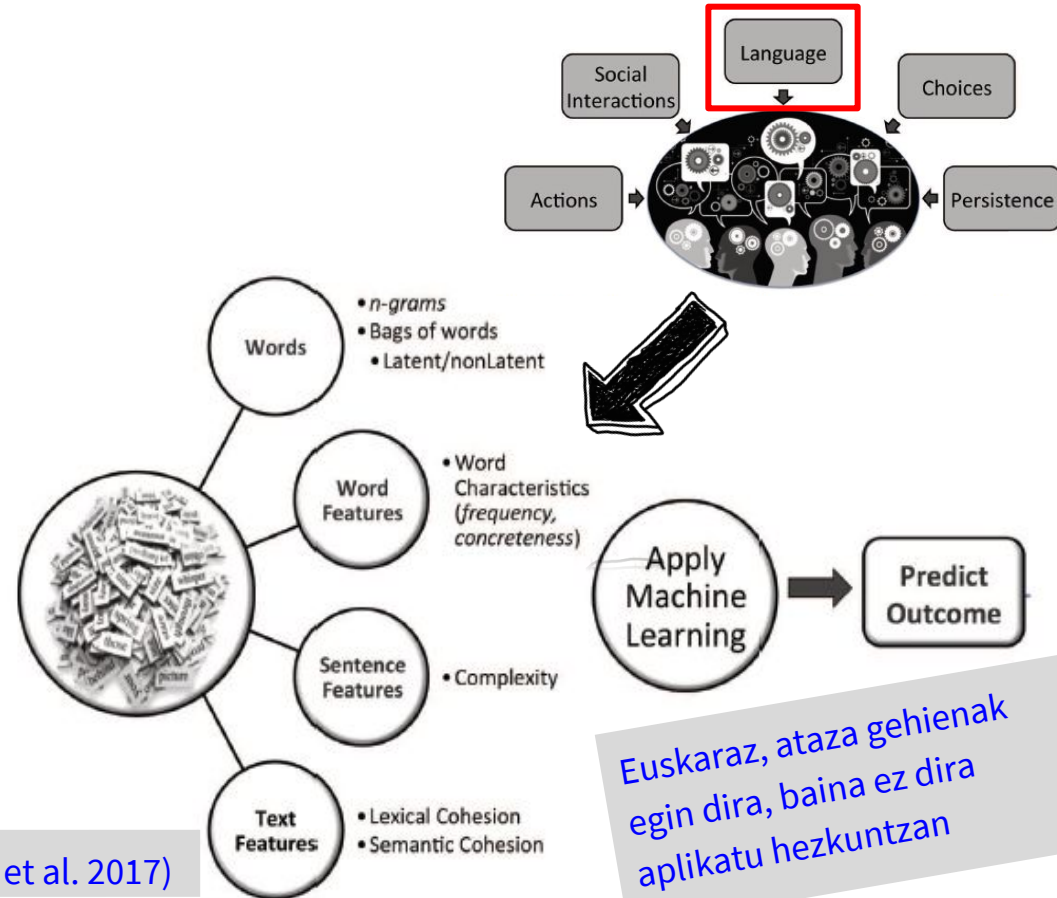 Language
Social
Interactions
Choices
Actions
Persistence
Words
• n-grams
• Bags of words
• Latent/nonLatent
Word
Features
• Word
Characteristics
(frequency,
concreteness)
Sentence
Features
• Complexity
Text
Features
• Lexical Cohesion
• Semantic Cohesion
Apply
Machine
Learning
Predict
Outcome
Euskaraz, ataza gehienak
egin dira, baina ez dira
aplikatu hezkuntzan
et al. 2017)